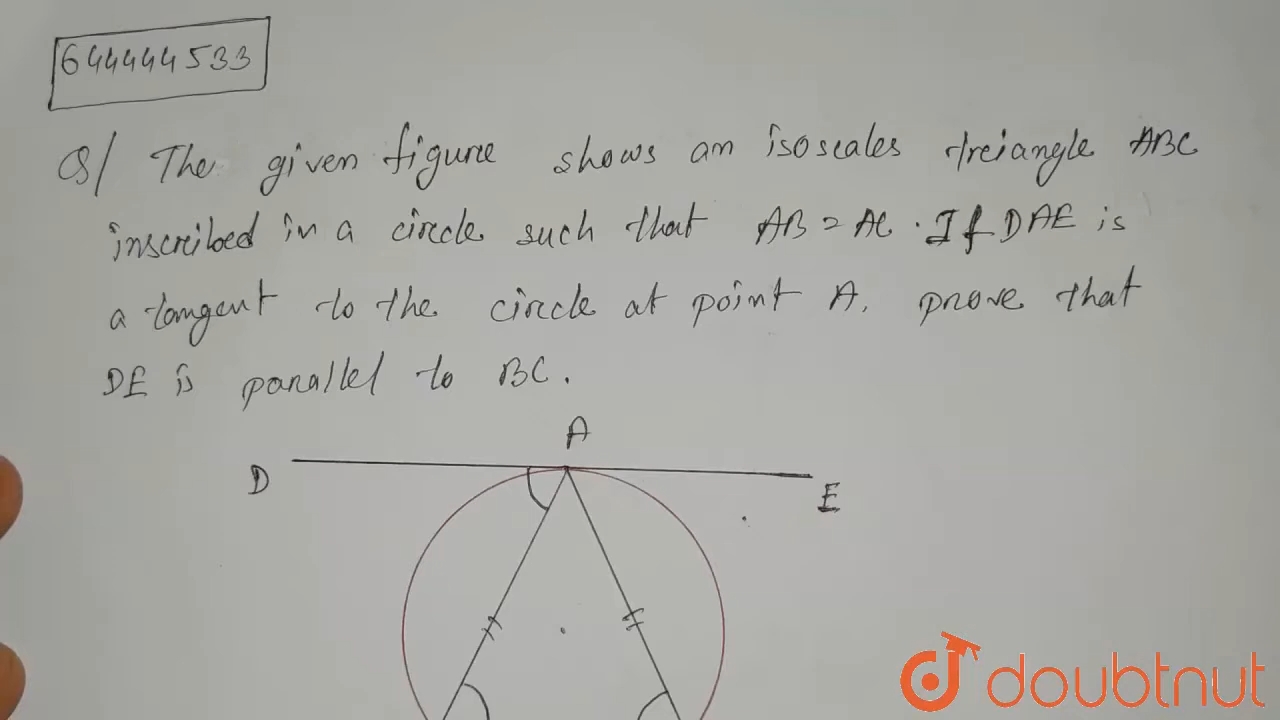 644444533
Q/ The given figure shows an isoscales triangle ABC
inscribed in a circle such that AB = AC . If DAE is
a tangent to the circle at point A, prove that
DE is parallel to BC.
A
D
E
doubtnut